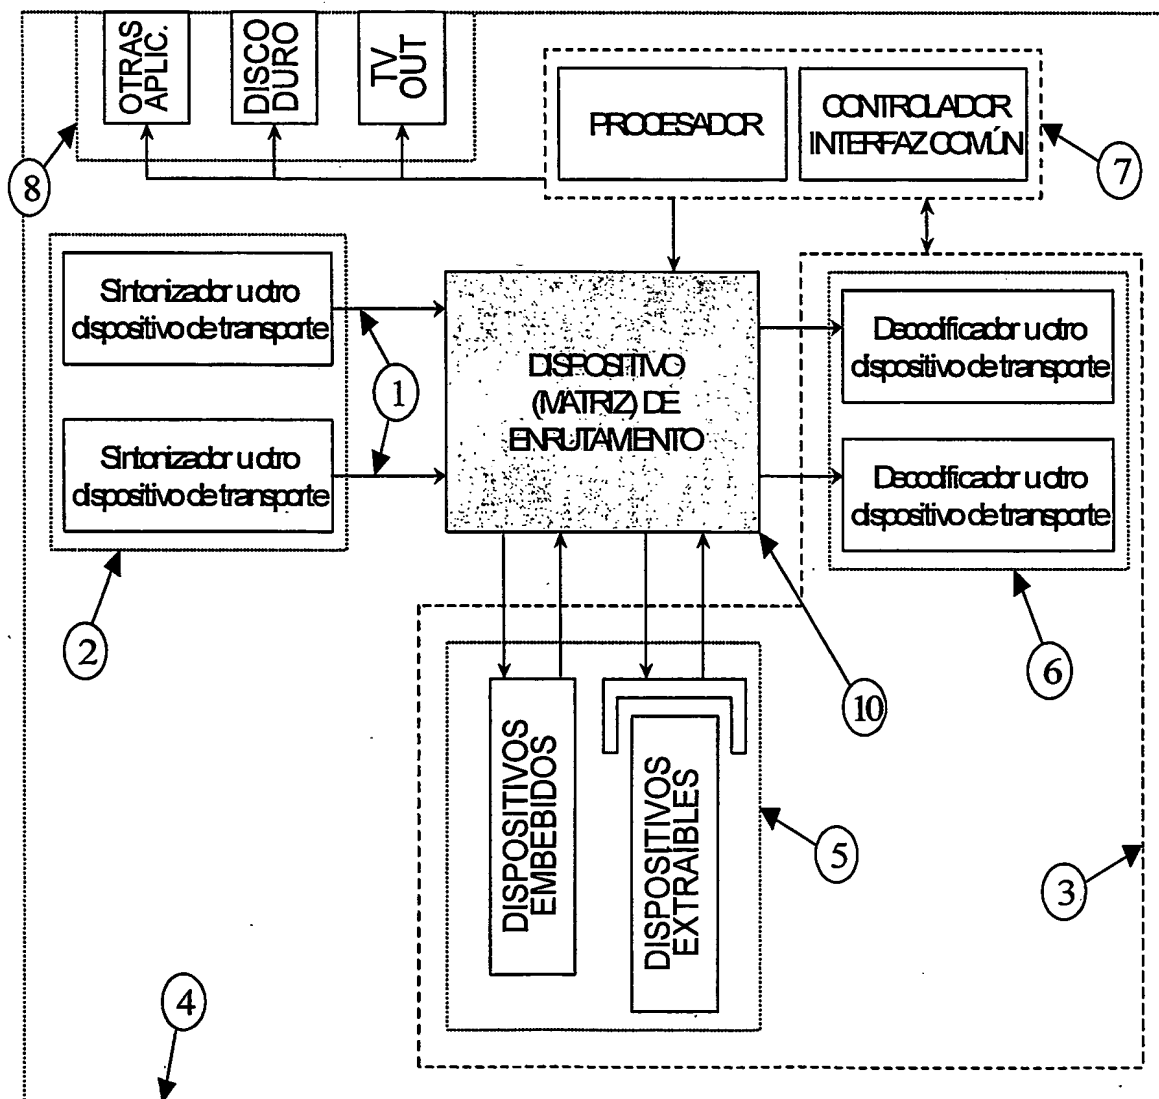 OTRAS
APLIC.
DISCO
DURO
TV
OUT
PROCESADOR
CONTROLADOR
INTERFAZ COMÚN
8
7
Sintonizador u otro
dispositivo de transporte
Sintonizador u otro
dispositivo de transporte
1
DISPOSITIVO
(MATRIZ) DE
ENRUTAMIENTO
Decodificador u otro
dispositivo de transporte
Decodificador u otro
dispositivo de transporte
2
6
10
DISPOSITIVOS
EMBEBIDOS
DISPOSITIVOS
EXTRAÍBLES
5
3
4